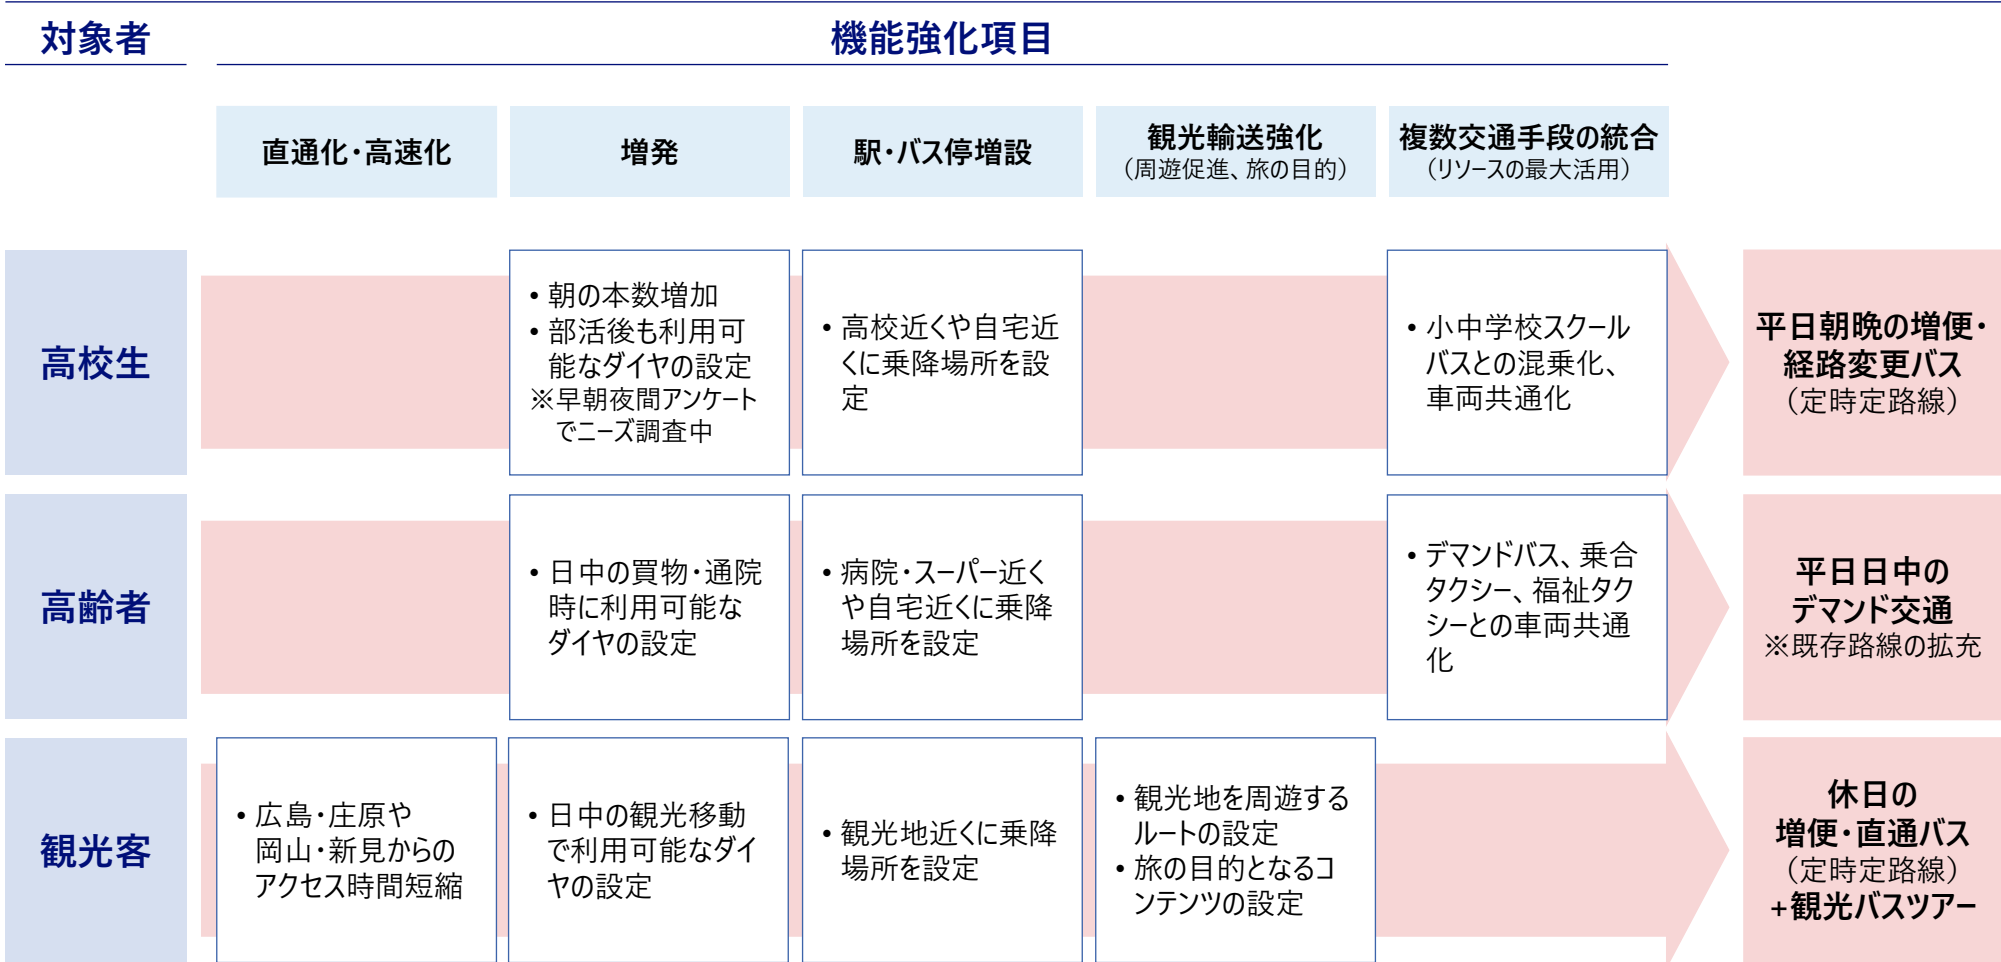 対象者
機能強化項目
直通化・高速化
増発
駅・バス停増設
観光輸送強化
（周遊促進、旅の目的）
複数交通手段の統合
（リソースの最大活用）
高校生
• 朝の本数増加
• 部活後も利用可
能なダイヤの設定
※早朝夜間アンケート
でニーズ調査中
• 高校近くや自宅近
くに乗降場所を設
定
• 小中学校スクール
バスとの混乗化、
車両共通化
平日朝晩の増便・
経路変更バス
（定時定路線）
高齢者
• 日中の買物・通院
時に利用可能な
ダイヤの設定
• 病院・スーパー近く
や自宅近くに乗降
場所を設定
• デマンドバス、乗合
タクシー、福祉タク
シーとの車両共通
化
平日日中の
デマンド交通
※既存路線の拡充
観光客
• 広島・庄原や
岡山・新見からの
アクセス時間短縮
• 日中の観光移動
で利用可能なダイ
ヤの設定
• 観光地近くに乗降
場所を設定
• 観光地を周遊する
ルートの設定
• 旅の目的となるコ
ンテンツの設定
休日の
増便・直通バス
（定時定路線）
+観光バスツアー